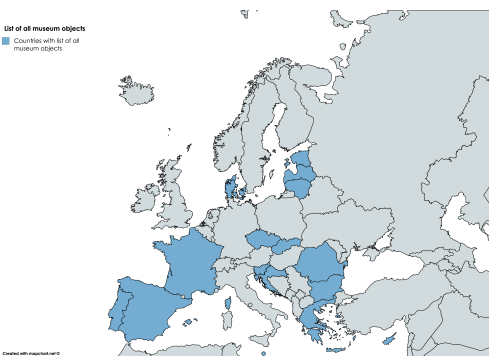 List of all museum objects
Countries with list of all
museum objects
Created with mapchart.net ©